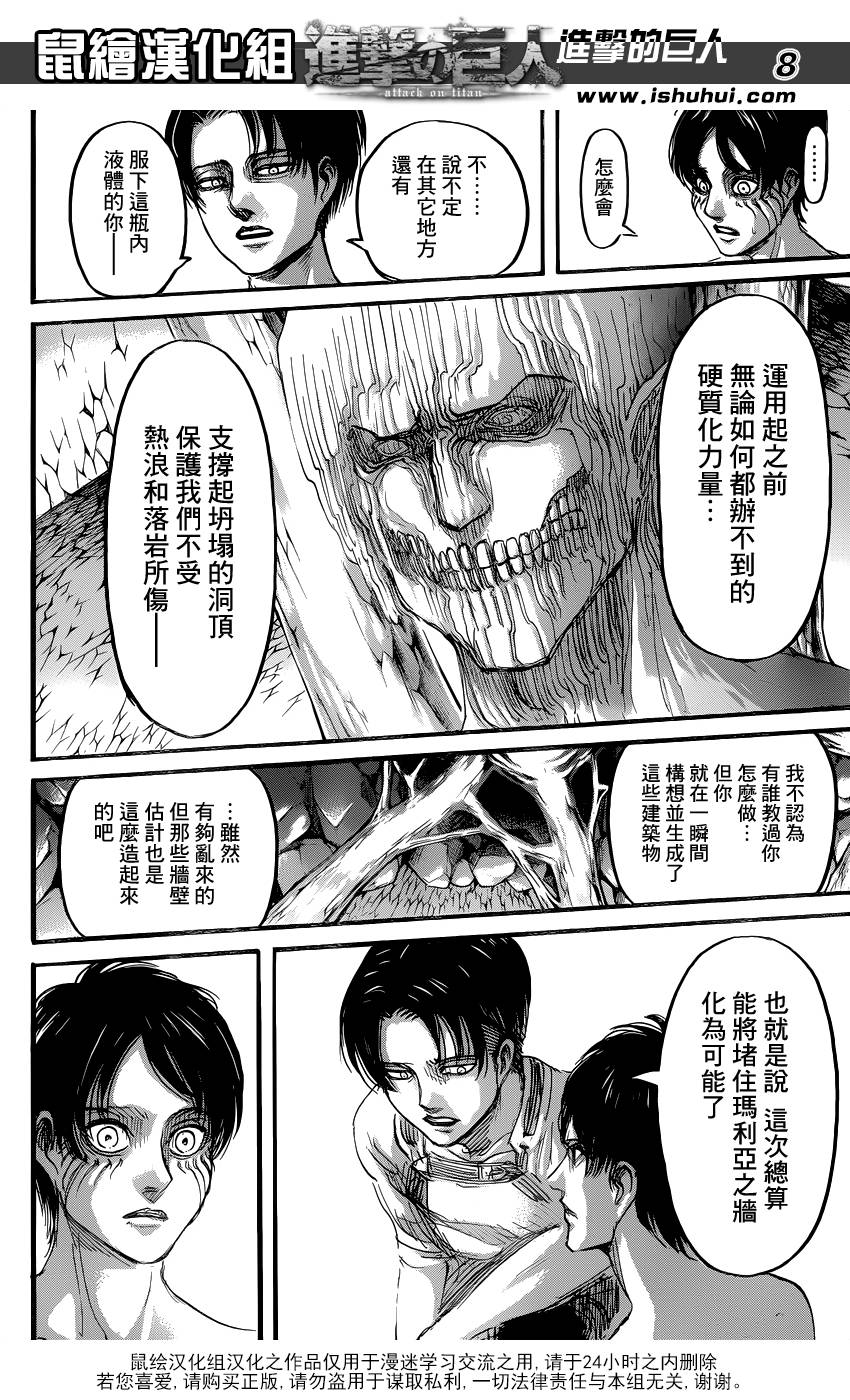 鼠繪漢化組
進撃の巨人
attack on titan
進擊的巨人
8
www.ishuhui.com
……
怎麼會
不……
說不定
在其它地方
還有
服下這瓶內
液體的你——
運用起之前
無論如何都辦不到的
硬質化力量…
支撐起坍塌的洞頂
保護我們不受
熱浪和落岩所傷——
我不認為
有誰教過你
怎麼做…
但你
就在一瞬間
構想並生成了
這些建築物
…雖然
有夠亂來的
但那些牆壁
估計也是
這麼造起來
的吧
也就是說 這次總算
能將堵住瑪利亞之牆
化為可能了
鼠绘汉化组汉化之作品仅用于漫迷学习交流之用, 请于24小时之内删除
若您喜爱, 请购买正版, 请勿盗用于谋取私利, 一切法律责任与本组无关, 谢谢。